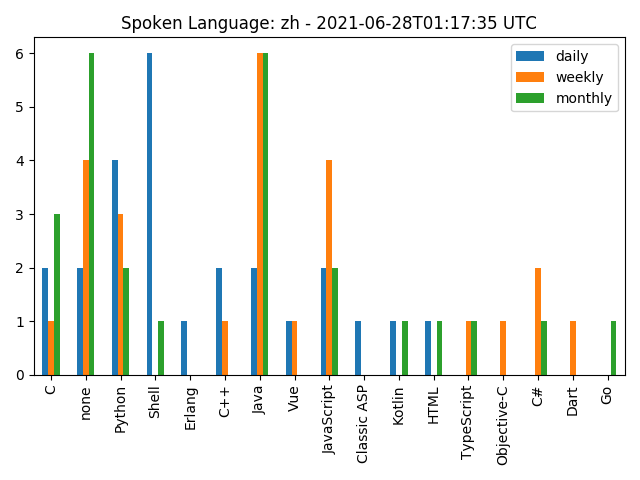 Spoken Language: zh - 2021-06-28T01:17:35 UTC
daily
weekly
monthly
6
5
4
3
2
1
0
C
none
Python
Shell
Erlang
C++
Java
Vue
JavaScript
Classic ASP
Kotlin
HTML
TypeScript
Objective-C
C#
Dart
Go